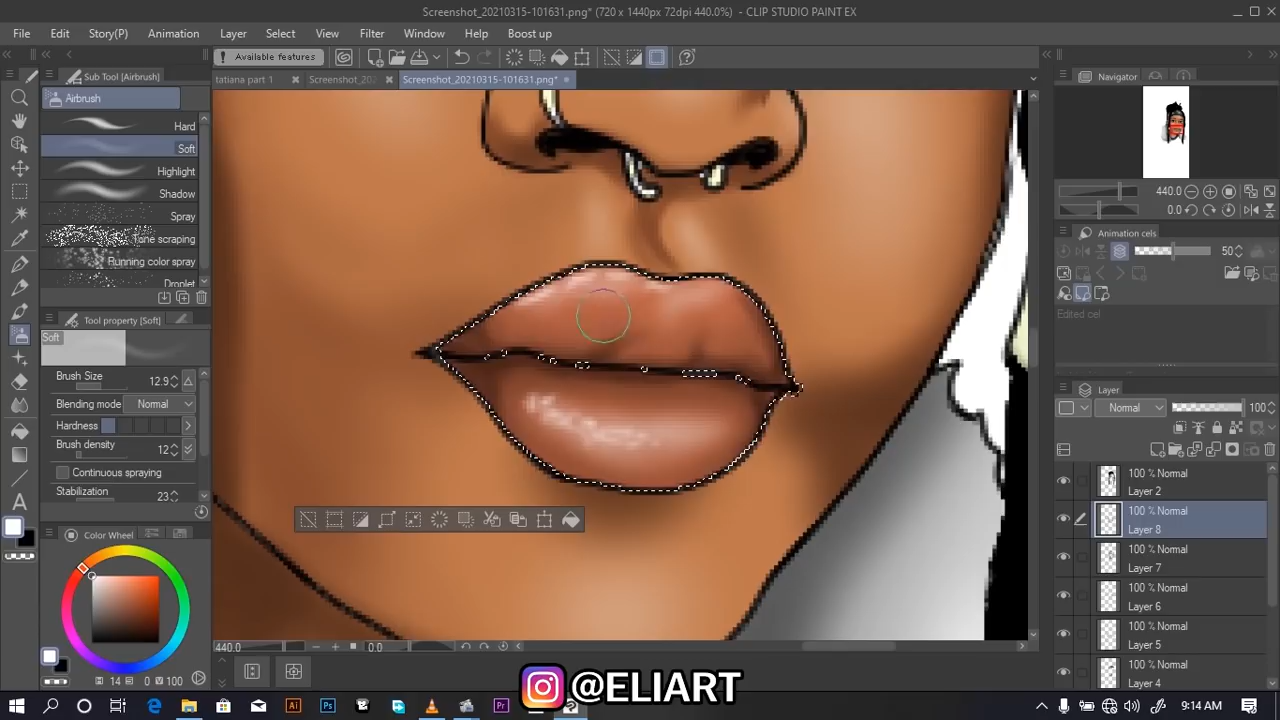 Screenshot_20210315-101631.png* (720 x 1440px 72dpi 440.0%) - CLIP STUDIO PAINT EX
File Edit Story(P) Animation Layer Select View Filter Window Help Boost up
Available features
Sub Tool [Airbrush]
tatiana part 1 Screenshot_202 Screenshot_20210315-101631.png*
Navigator
Airbrush
Hard
Soft
Highlight
Shadow
Spray
Tone scraping
Running color spray
Droplet
440.0
0.0
Animation cels
50
Edited cel
Tool property [Soft]
Soft
Brush Size 12.9
Blending mode Normal
Hardness
Brush density 12
Continuous spraying
Stabilization 23
Layer
Normal 100
100 % Normal
Layer 2
100 % Normal
Layer 8
100 % Normal
Layer 7
100 % Normal
Layer 6
100 % Normal
Layer 5
100 % Normal
Layer 4
100 % Normal
Color Wheel
H 14 S 0 V 100
440.0 0.0
@ELIART
Ai Ps Pr
9:14 AM